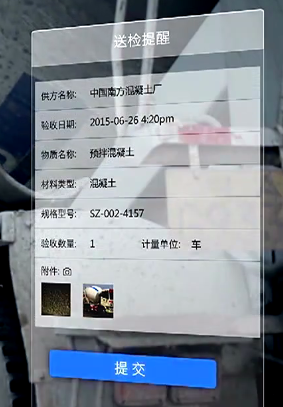 送检提醒
供方名称: 中国南方混凝土厂
验收日期: 2015-06-26 4:20pm
物质名称: 预拌混凝土
材料类型: 混凝土
规格型号: SZ-002-4157
验收数量: 1 计量单位: 车
附件:
提交